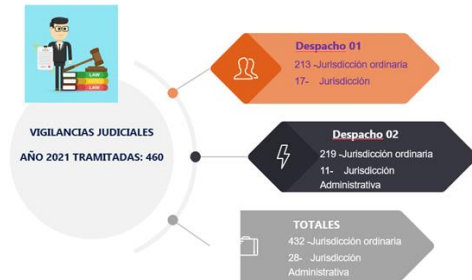 LAW
LAW
LAW
VIGILANCIAS JUDICIALES
AÑO 2021 TRAMITADAS: 460
Despacho 01
213 -Jurisdicción ordinaria
17- Jurisdicción
Despacho 02
219 -Jurisdicción ordinaria
11- Jurisdicción
Administrativa
TOTALES
432 -Jurisdicción ordinaria
28- Jurisdicción
Administrativa